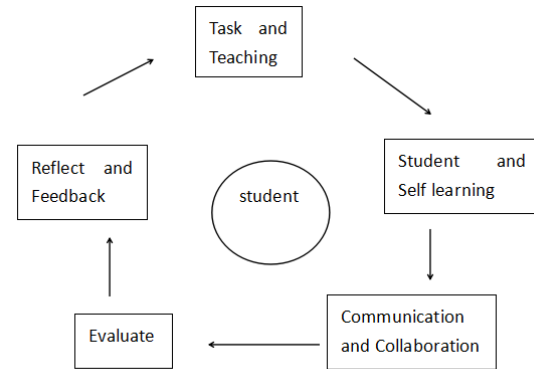 Task and
Teaching
Student and
Self learning
Communication
and Collaboration
Evaluate
Reflect and
Feedback
student